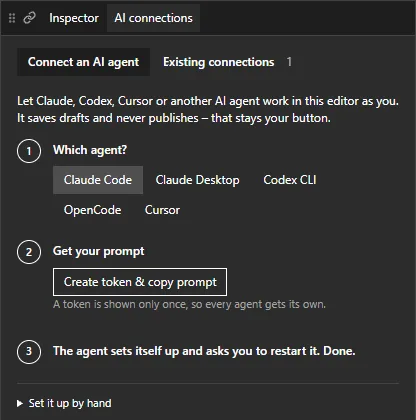 Inspector AI connections
Connect an AI agent Existing connections 1
Let Claude, Codex, Cursor or another AI agent work in this editor as you.
It saves drafts and never publishes – that stays your button.
1 Which agent?
Claude Code Claude Desktop Codex CLI
OpenCode Cursor
2 Get your prompt
Create token & copy prompt
A token is shown only once, so every agent gets its own.
3 The agent sets itself up and asks you to restart it. Done.
Set it up by hand